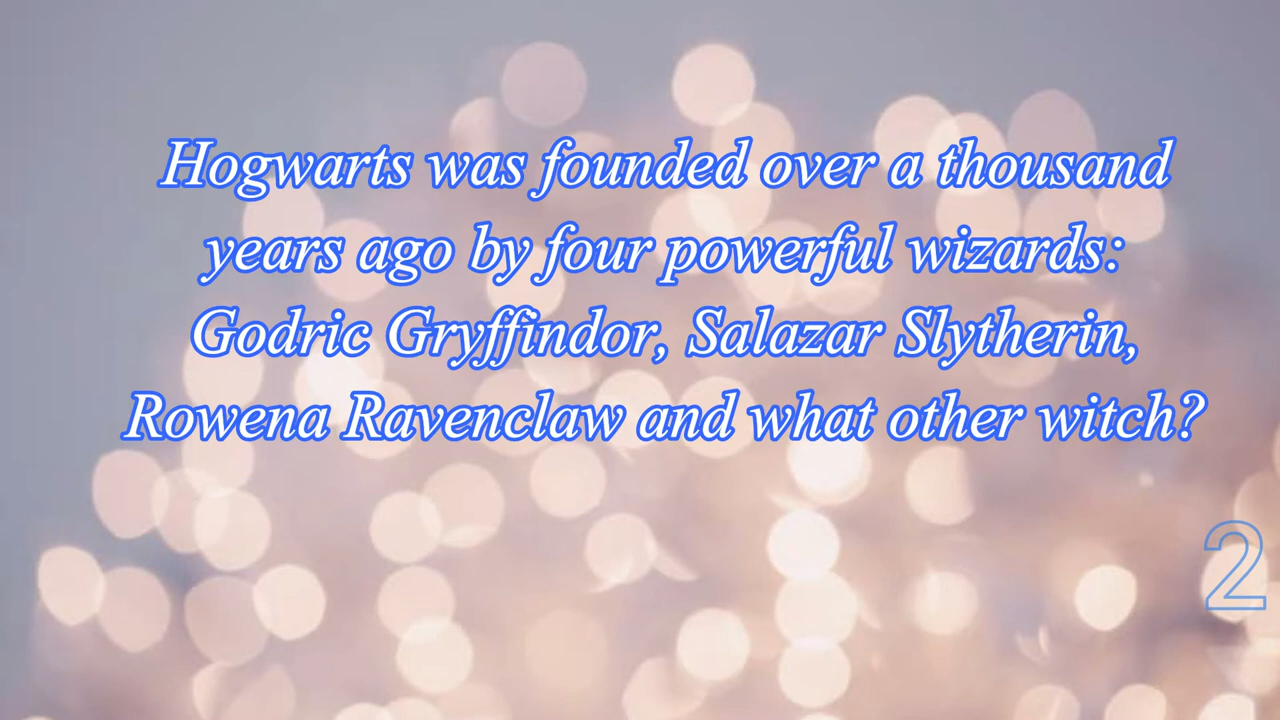 Hogwarts was founded over a thousand
years ago by four powerful wizards:
Godric Gryffindor, Salazar Slytherin,
Rowena Ravenclaw and what other witch?
2